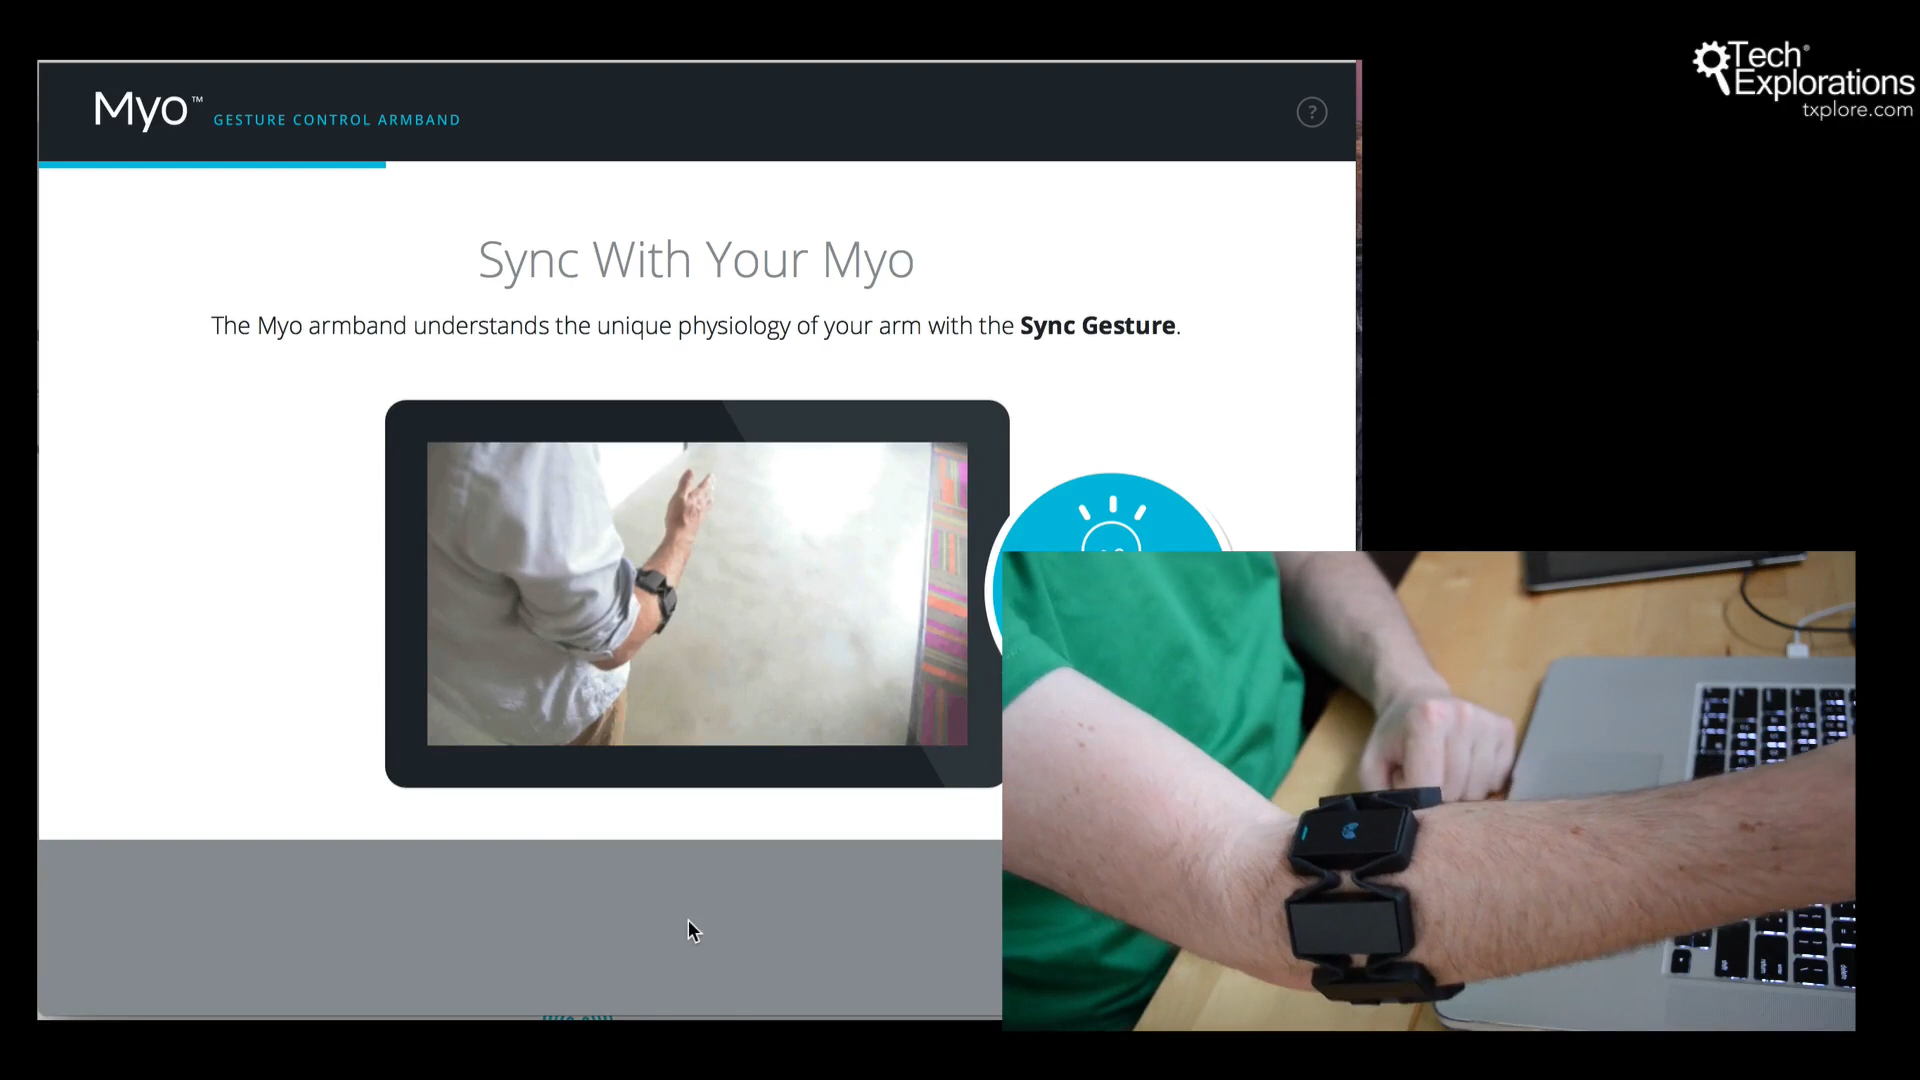 Tech®
Explorations
txplore.com
Myo™ GESTURE CONTROL ARMBAND
?
Sync With Your Myo
The Myo armband understands the unique physiology of your arm with the Sync Gesture.